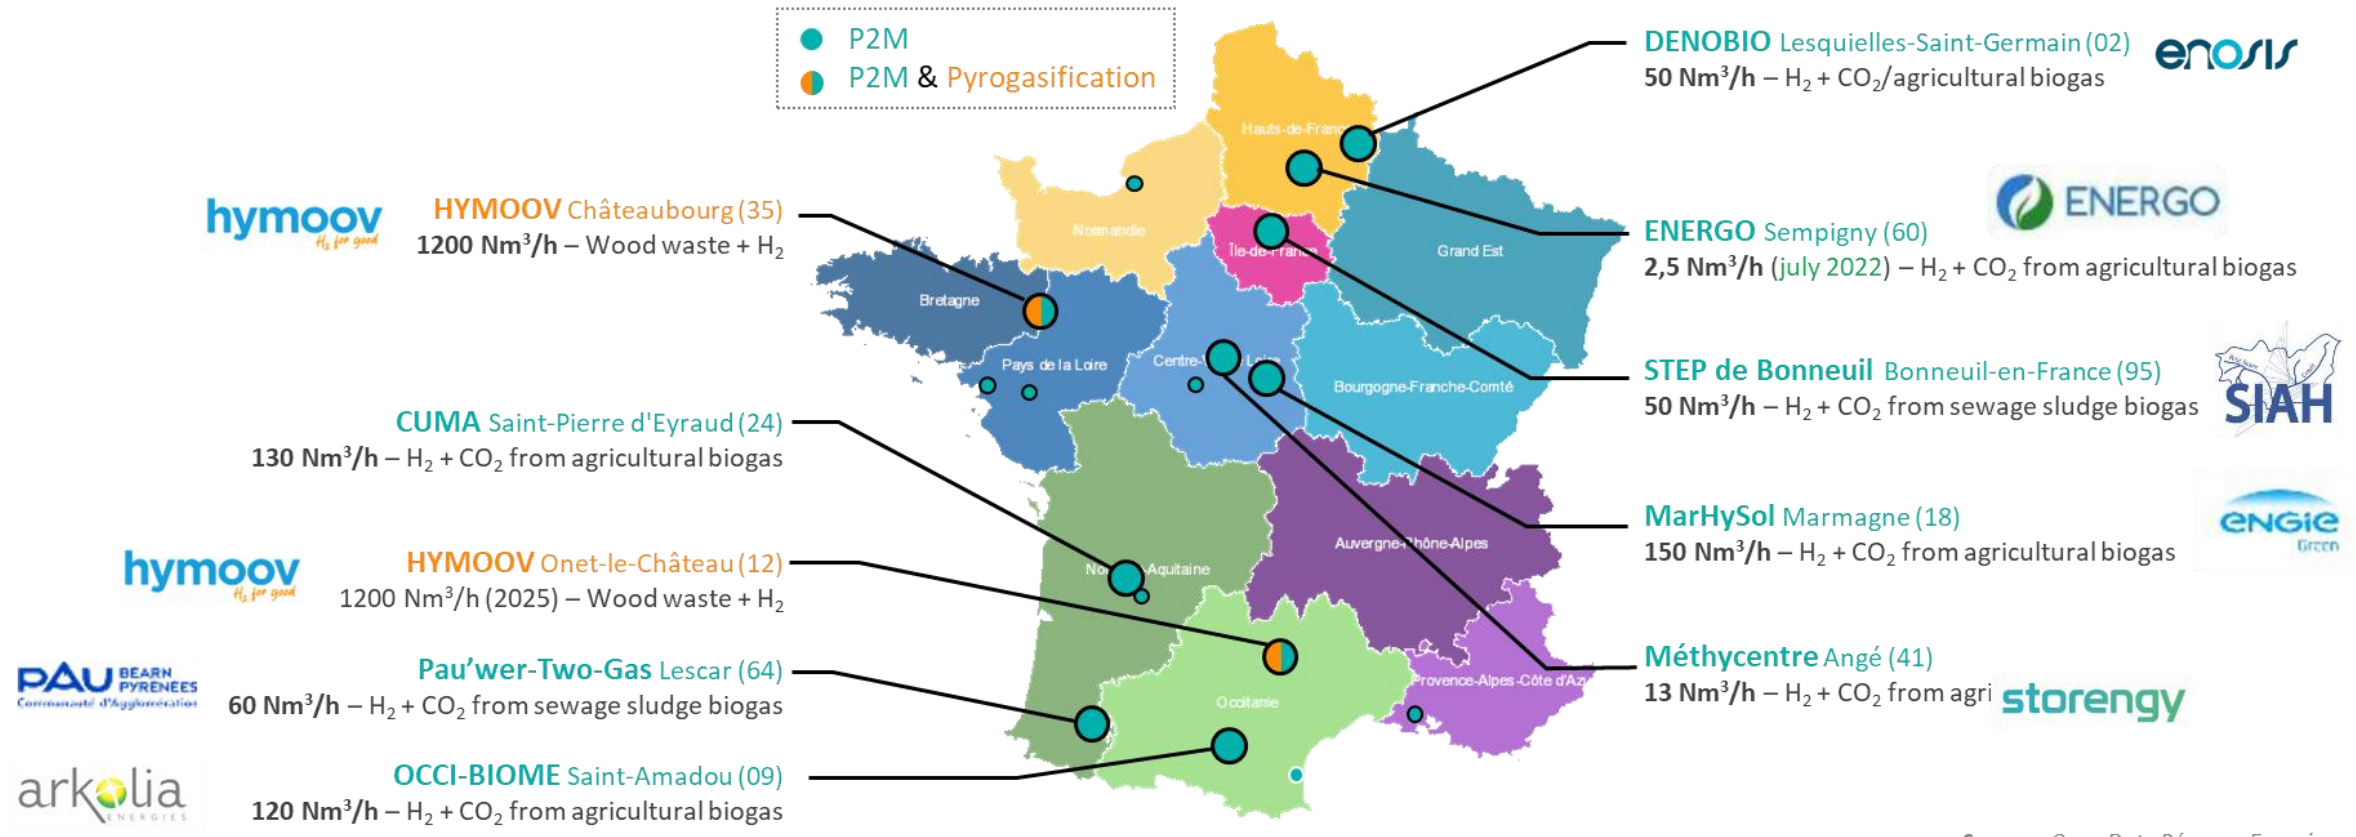 P2M
P2M & Pyrogasification
hymoov
H₂ for good
HYMOOV Châteaubourg (35)
1200 Nm³/h – Wood waste + H₂
CUMA Saint-Pierre d'Eyraud (24)
130 Nm³/h – H₂ + CO₂ from agricultural biogas
hymoov
H₂ for good
HYMOOV Onet-le-Château (12)
1200 Nm³/h (2025) – Wood waste + H₂
PAU BEARN
PYRENEES
Communauté d'Agglomération
Pau'wer-Two-Gas Lescar (64)
60 Nm³/h – H₂ + CO₂ from sewage sludge biogas
arkolia
ENERGIES
OCCI-BIOME Saint-Amadou (09)
120 Nm³/h – H₂ + CO₂ from agricultural biogas
Hauts-de-Franc
Normandie
Île-de-France
Grand Est
Bretagne
Pays de la Loire
Centre- Loire
Bourgogne-Franche-Comté
Auvergne-Rhône-Alpes
No Aquitaine
Occitanie
Provence-Alpes-Côte d'Azu
DENOBIO Lesquielles-Saint-Germain (02)
50 Nm³/h – H₂ + CO₂/agricultural biogas
enosis
ENERGO
ENERGO Sempigny (60)
2,5 Nm³/h (july 2022) – H₂ + CO₂ from agricultural biogas
STEP de Bonneuil Bonneuil-en-France (95)
50 Nm³/h – H₂ + CO₂ from sewage sludge biogas
SIAH
MarHySol Marmagne (18)
150 Nm³/h – H₂ + CO₂ from agricultural biogas
ENGIE
Green
Méthycentre Angé (41)
13 Nm³/h – H₂ + CO₂ from agri
storengy